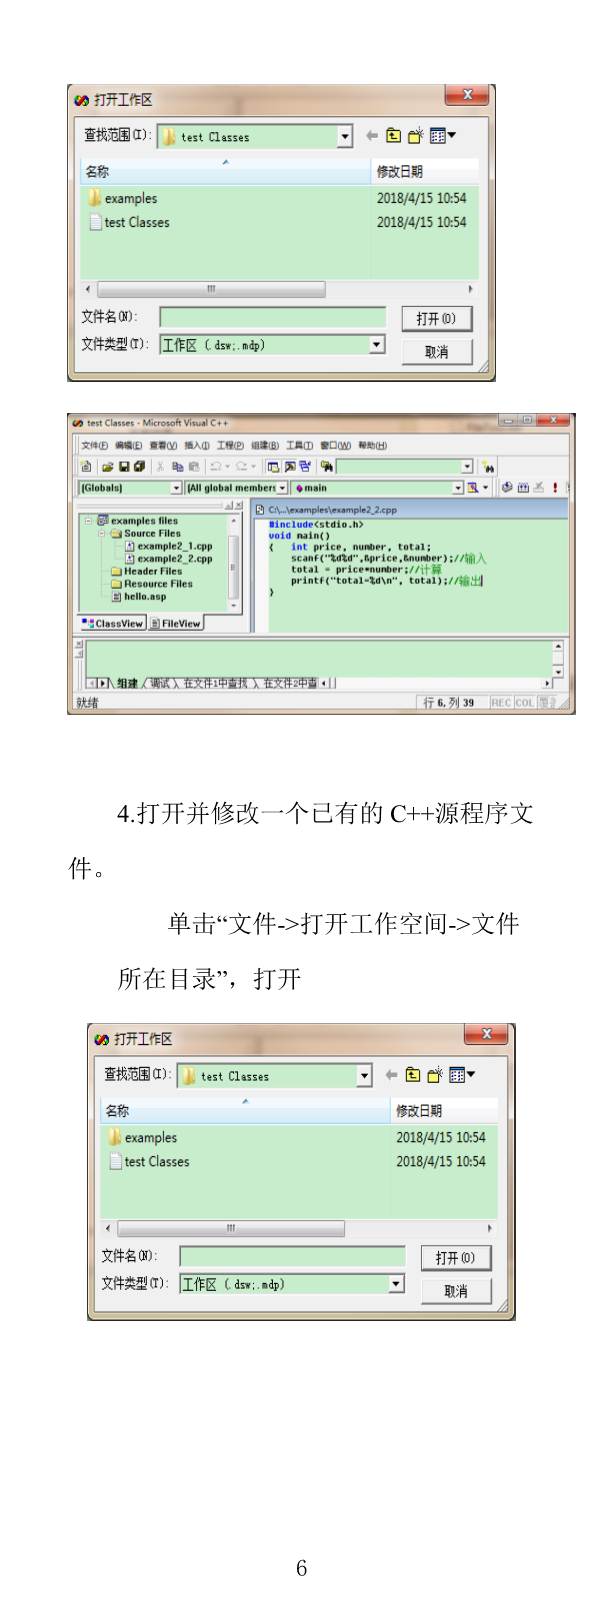 打开工作区
查找范围(I): test Classes
名称 修改日期
examples 2018/4/15 10:54
test Classes 2018/4/15 10:54
文件名(N): 打开(O)
文件类型(T): 工作区 (.dsw;.mdp) 取消
test Classes - Microsoft Visual C++
文件(F) 编辑(E) 查看(V) 插入(I) 工程(P) 组建(B) 工具(T) 窗口(W) 帮助(H)
(Globals) (All global members main
examples files
Source Files
example2_1.cpp
example2_2.cpp
Header Files
Resource Files
hello.asp
ClassView FileView
C:\...\examples\example2_2.cpp
#include<stdio.h>
void main()
{ int price, number, total;
scanf("%d%d",&price,&number);//输入
total = price*number;//计算
printf("total=%d\n", total);//输出
}
组建 调试 在文件1中查找 在文件2中查
就绪 行 6, 列 39 REC COL
4.打开并修改一个已有的 C++源程序文
件。
单击“文件->打开工作空间->文件
所在目录”，打开
打开工作区
查找范围(I): test Classes
名称 修改日期
examples 2018/4/15 10:54
test Classes 2018/4/15 10:54
文件名(N): 打开(O)
文件类型(T): 工作区 (.dsw;.mdp) 取消
6